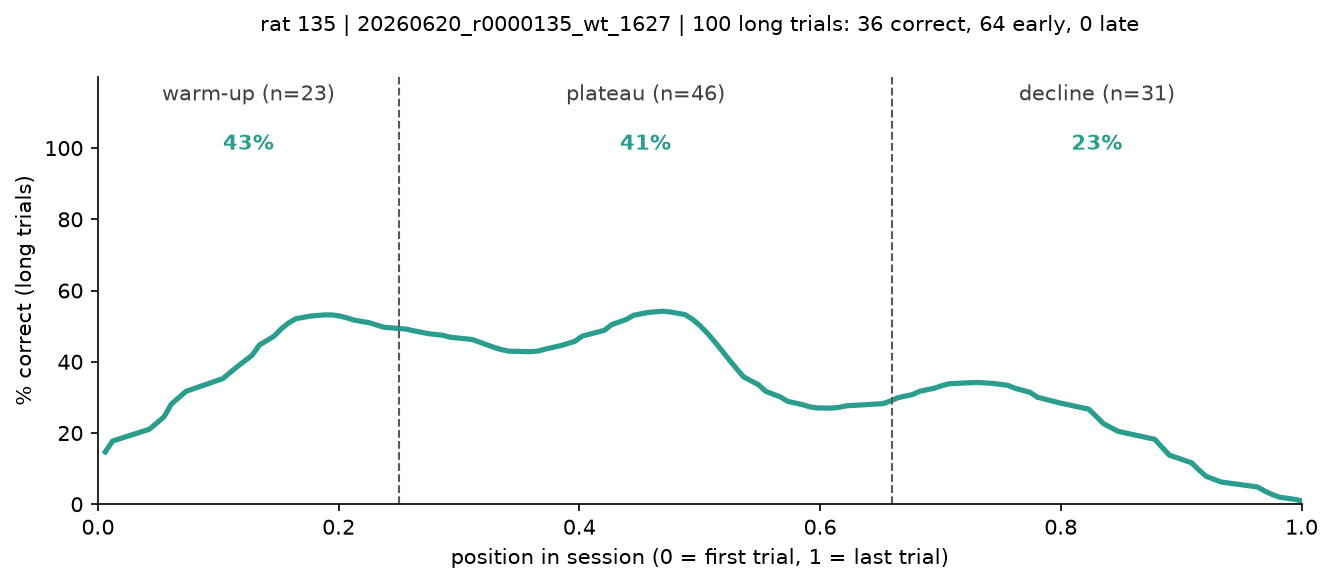 rat 135 | 20260620_r0000135_wt_1627 | 100 long trials: 36 correct, 64 early, 0 late
warm-up (n=23)
plateau (n=46)
decline (n=31)
43%
41%
23%
% correct (long trials)
100
80
60
40
20
0
0.0
0.2
0.4
0.6
0.8
1.0
position in session (0 = first trial, 1 = last trial)